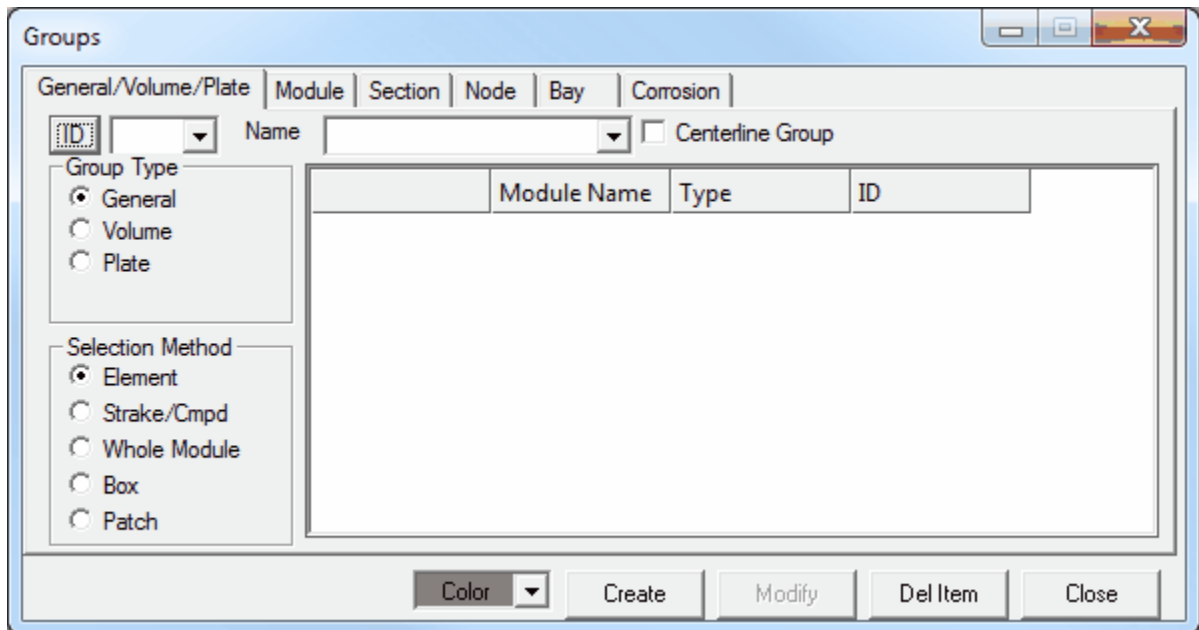 Groups
General/Volume/Plate Module Section Node Bay Corrosion
ID Name Centerline Group
Group Type
General
Volume
Plate
Module Name Type ID
Selection Method
Element
Strake/Cmpd
Whole Module
Box
Patch
Color Create Modify Del Item Close